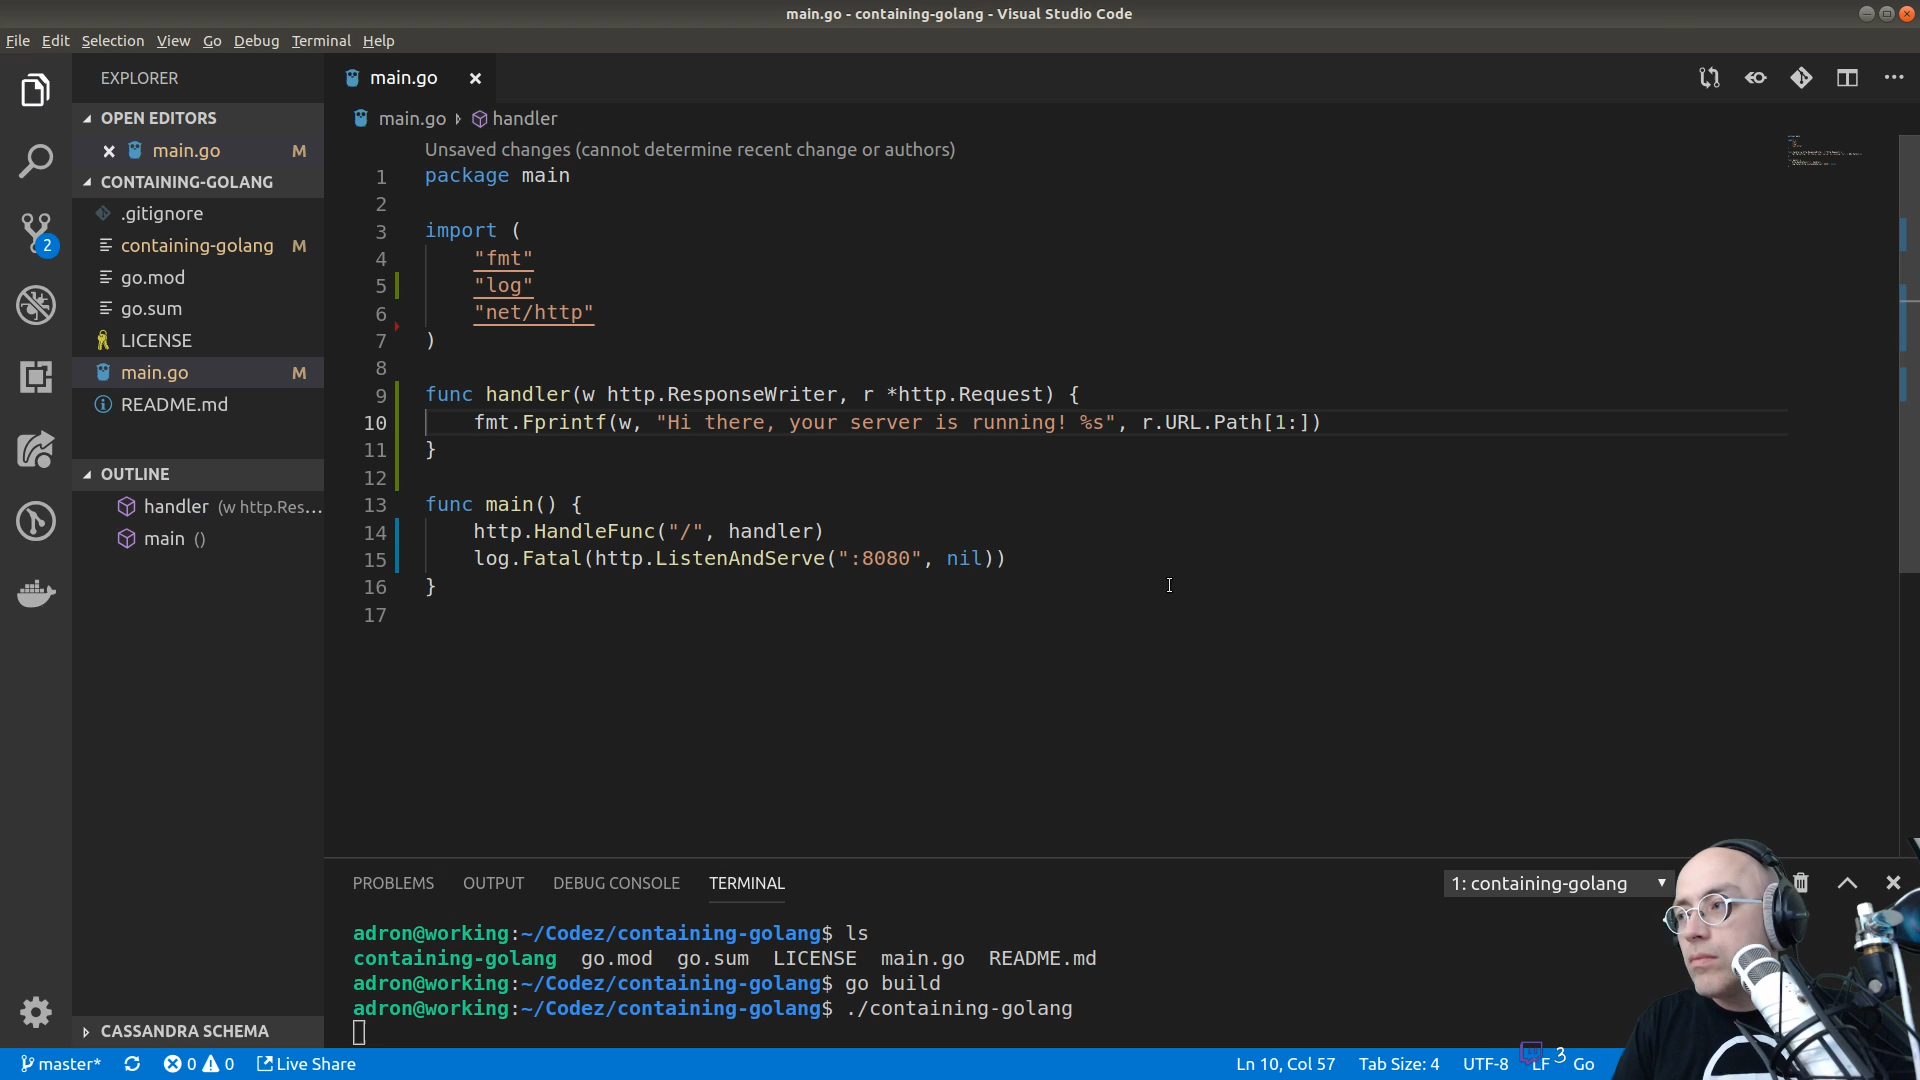 main.go - containing-golang - Visual Studio Code
File Edit Selection View Go Debug Terminal Help
EXPLORER
OPEN EDITORS
main.go M
CONTAINING-GOLANG
.gitignore
containing-golang M
go.mod
go.sum
LICENSE
main.go M
README.md
2
OUTLINE
handler (w http.Res...
main ()
CASSANDRA SCHEMA
main.go
main.go handler
Unsaved changes (cannot determine recent change or authors)
1 package main
2
3 import (
4 "fmt"
5 "log"
6 "net/http"
7 )
8
9 func handler(w http.ResponseWriter, r *http.Request) {
10 fmt.Fprintf(w, "Hi there, your server is running! %s", r.URL.Path[1:])
11 }
12
13 func main() {
14 http.HandleFunc("/", handler)
15 log.Fatal(http.ListenAndServe(":8080", nil))
16 }
17
PROBLEMS OUTPUT DEBUG CONSOLE TERMINAL 1: containing-golang
adron@working:~/Codez/containing-golang$ ls
containing-golang go.mod go.sum LICENSE main.go README.md
adron@working:~/Codez/containing-golang$ go build
adron@working:~/Codez/containing-golang$ ./containing-golang
master* 0 0 Live Share Ln 10, Col 57 Tab Size: 4 UTF-8 LF 3 Go